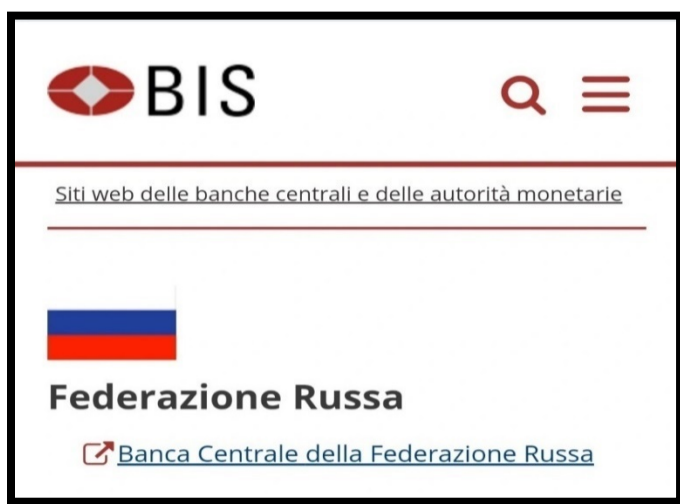 BIS
Siti web delle banche centrali e delle autorità monetarie
Federazione Russa
Banca Centrale della Federazione Russa